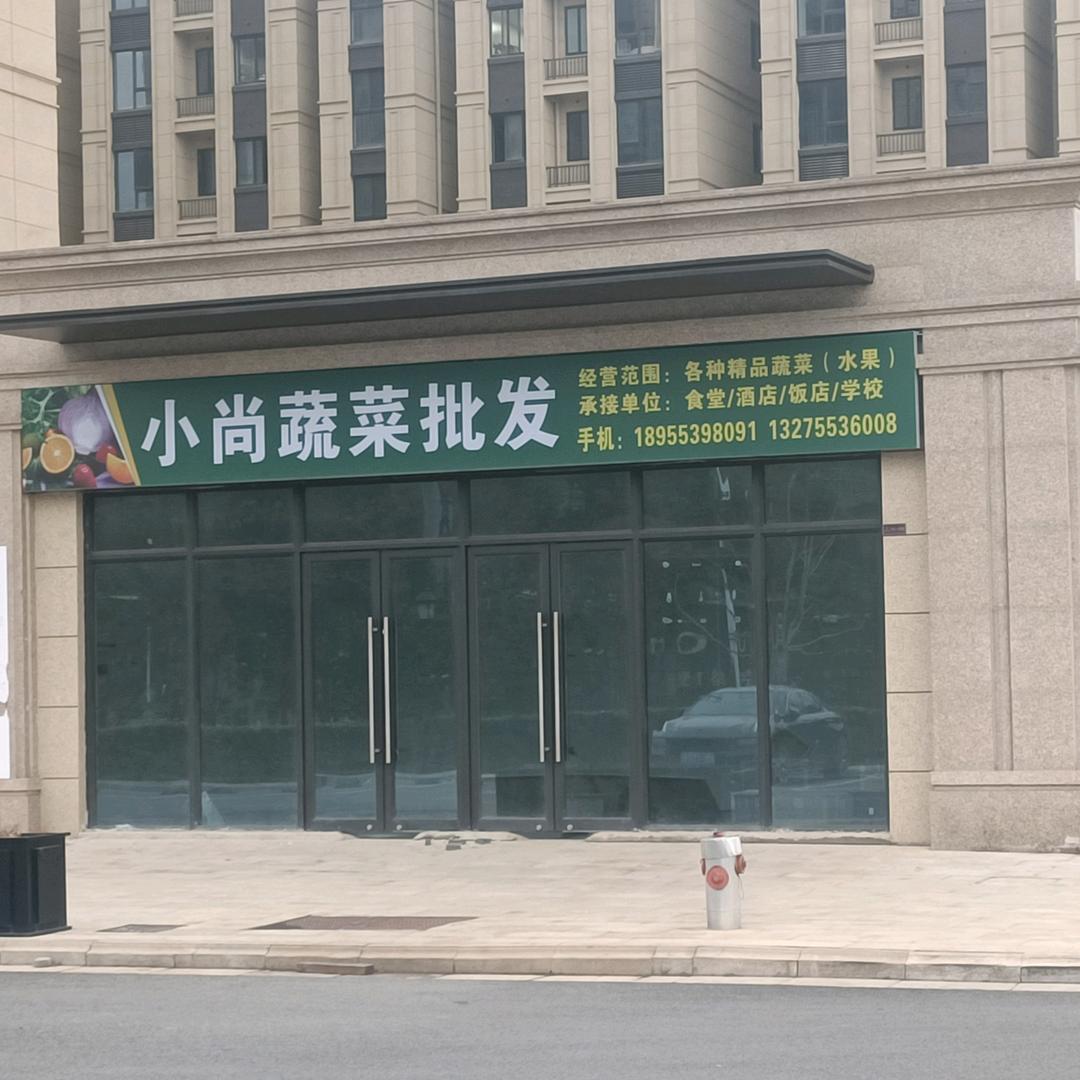 小尚蔬菜批发
经营范围：各种精品蔬菜（水果）
承接单位：食堂/酒店/饭店/学校
手机：18955398091 13275536008